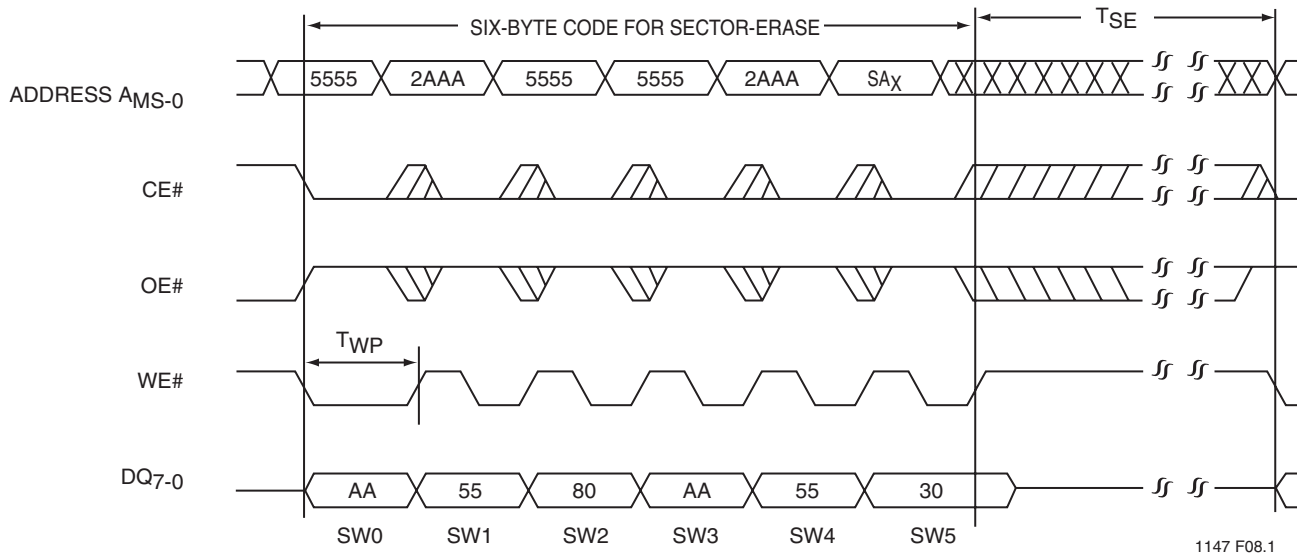 SIX-BYTE CODE FOR SECTOR-ERASE
TSE
ADDRESS AMS-0
5555 2AAA 5555 5555 2AAA SAX
CE#
OE#
TWP
WE#
DQ7-0
AA 55 80 AA 55 30
SW0 SW1 SW2 SW3 SW4 SW5
1147 F08.1